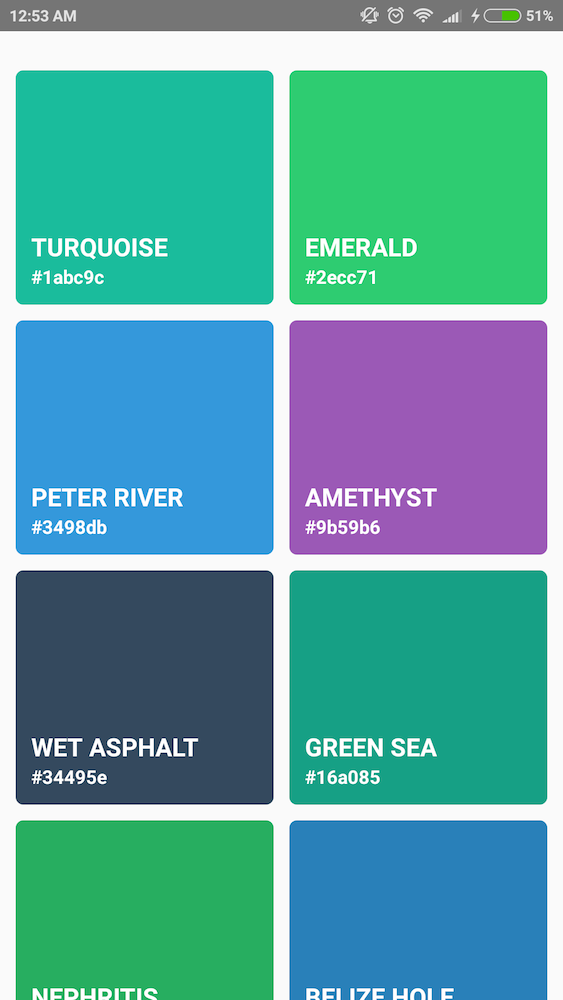 12:53 AM 51%
TURQUOISE
#1abc9c
EMERALD
#2ecc71
PETER RIVER
#3498db
AMETHYST
#9b59b6
WET ASPHALT
#34495e
GREEN SEA
#16a085
NEPHRITIS
BELIZE HOLE